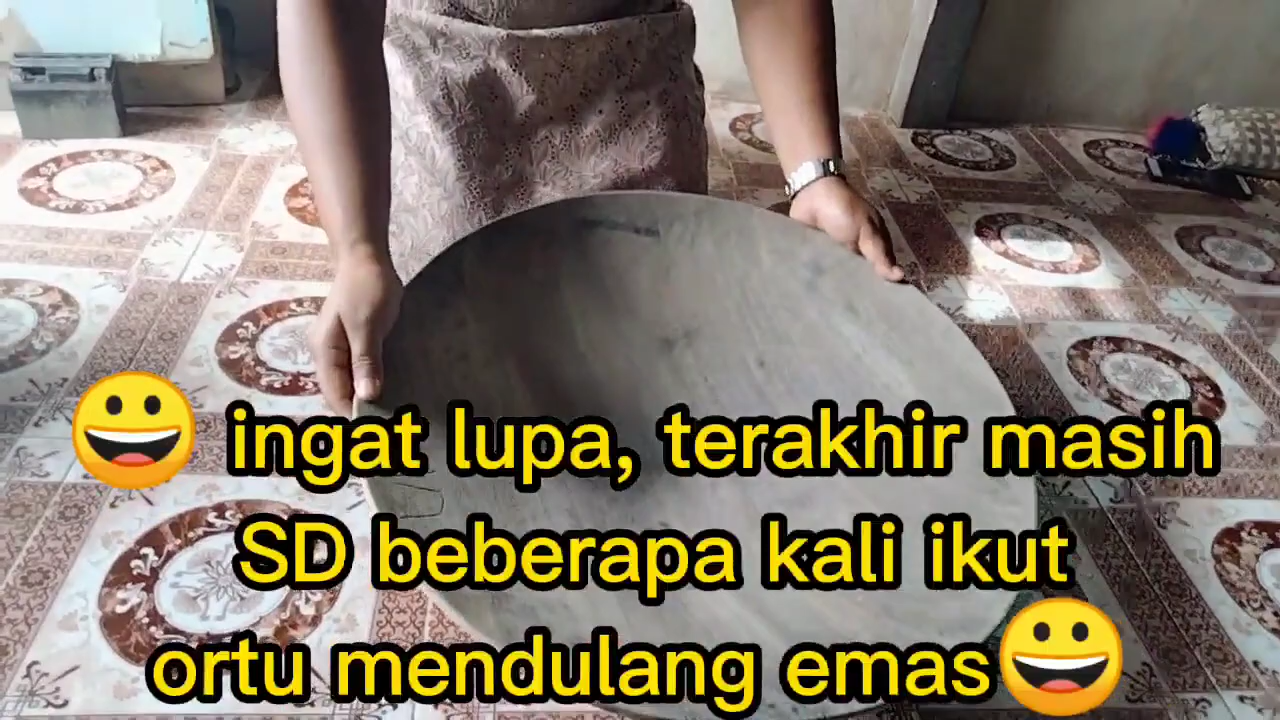 😀 ingat lupa, terakhir masih
SD beberapa kali ikut
ortu mendulang emas😀